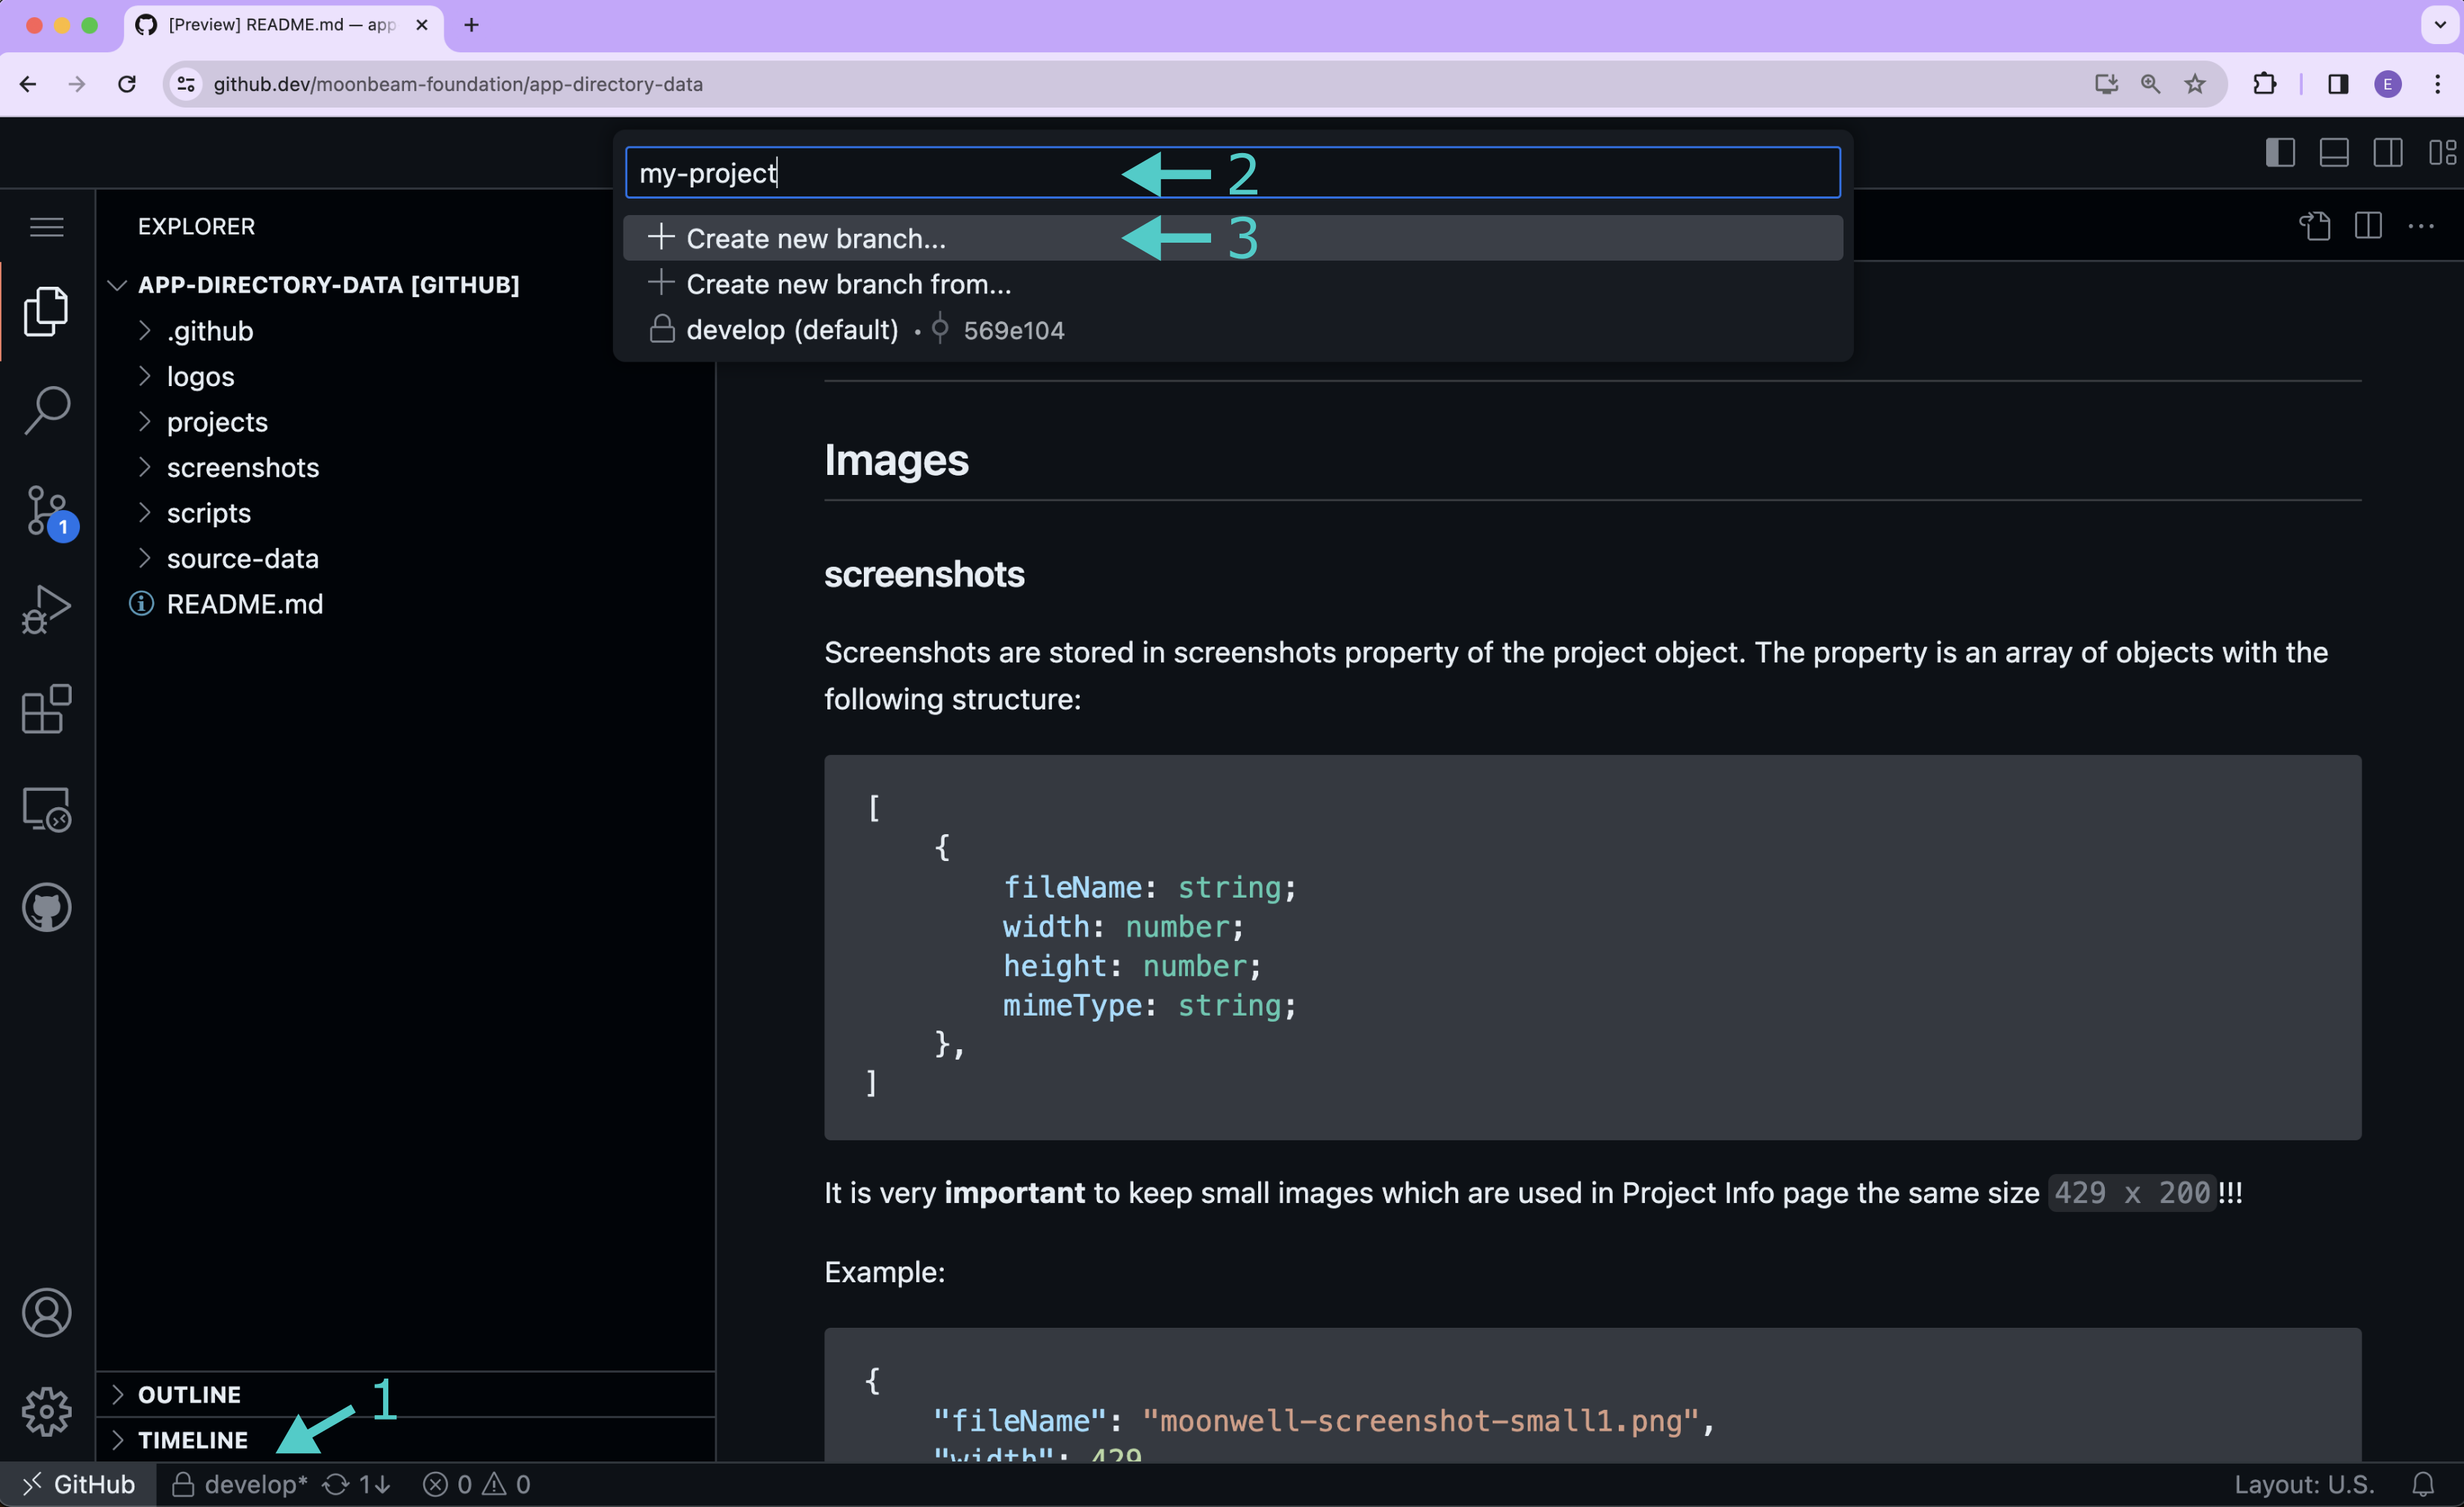 [Preview] README.md — app
github.dev/moonbeam-foundation/app-directory-data
E
my-project
2
Create new branch...
3
Create new branch from...
develop (default) • 569e104
EXPLORER
APP-DIRECTORY-DATA [GITHUB]
.github
logos
projects
screenshots
scripts
source-data
README.md
1
Images
screenshots
Screenshots are stored in screenshots property of the project object. The property is an array of objects with the
following structure:
[
{
fileName: string;
width: number;
height: number;
mimeType: string;
},
]
It is very important to keep small images which are used in Project Info page the same size 429 x 200!!!
Example:
{
"fileName": "moonwell-screenshot-small1.png",
"width": 429
OUTLINE
1
TIMELINE
GitHub
develop*
1↓
0
0
Layout: U.S.